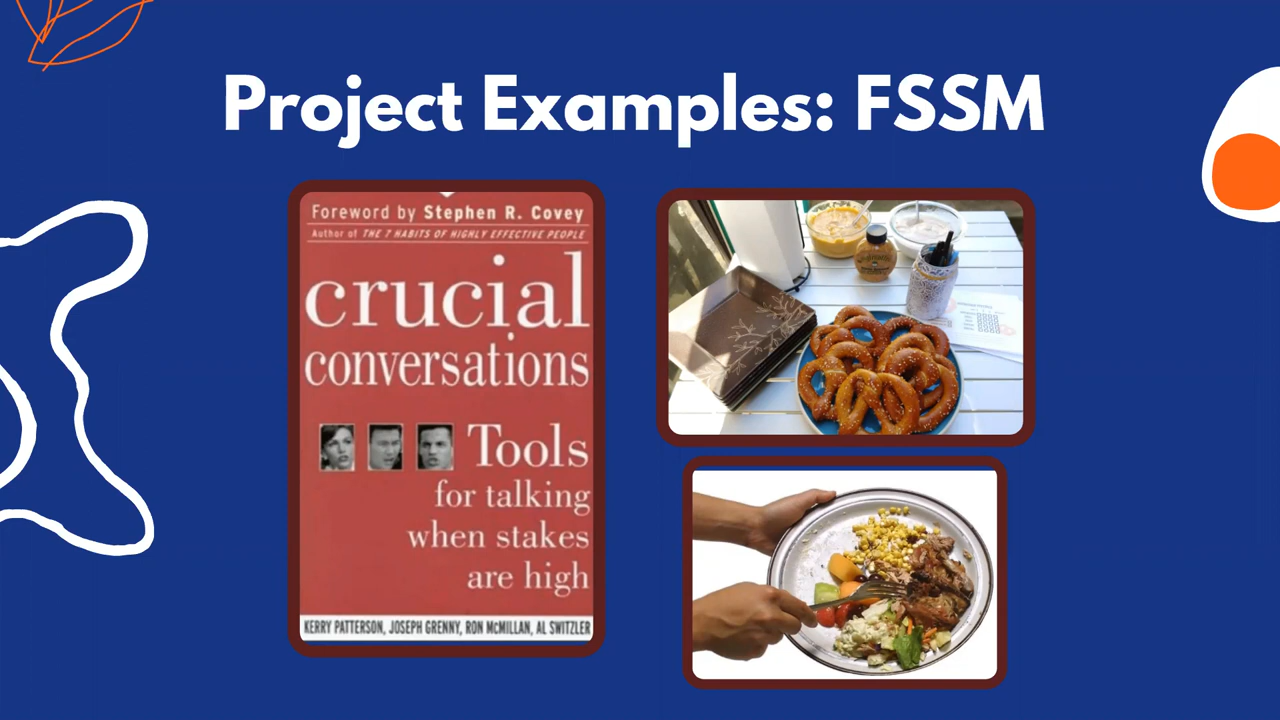 Project Examples: FSSM
Foreword by Stephen R. Covey
Author of THE 7 HABITS OF HIGHLY EFFECTIVE PEOPLE
crucial
conversations
Tools
for talking
when stakes
are high
KERRY PATTERSON, JOSEPH GRENNY, RON MCMILLAN, AL SWITZLER